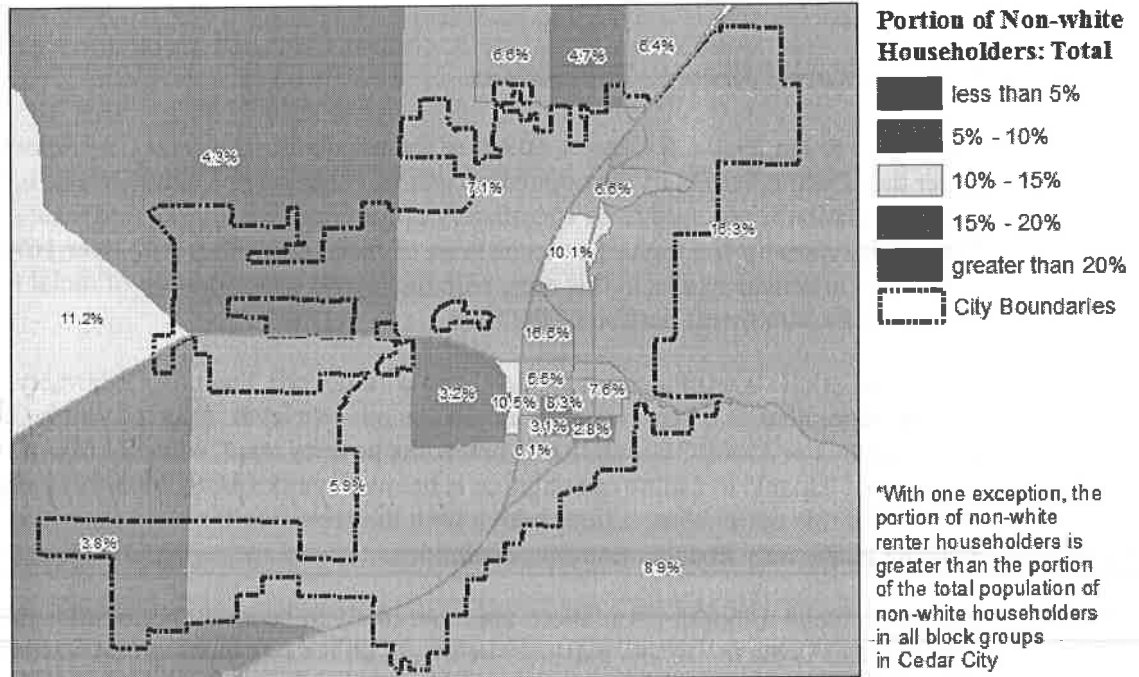 Portion of Non-white
Householders: Total
less than 5%
5% - 10%
10% - 15%
15% - 20%
greater than 20%
City Boundaries
6.6%
4.7%
6.4%
4.3%
7.1%
6.6%
16.3%
10.1%
11.2%
16.6%
3.2%
5.5%
7.6%
10.5%
8.3%
3.1%
2.8%
6.1%
5.9%
3.8%
8.9%
*With one exception, the
portion of non-white
renter householders is
greater than the portion
of the total population of
non-white householders
in all block groups
in Cedar City